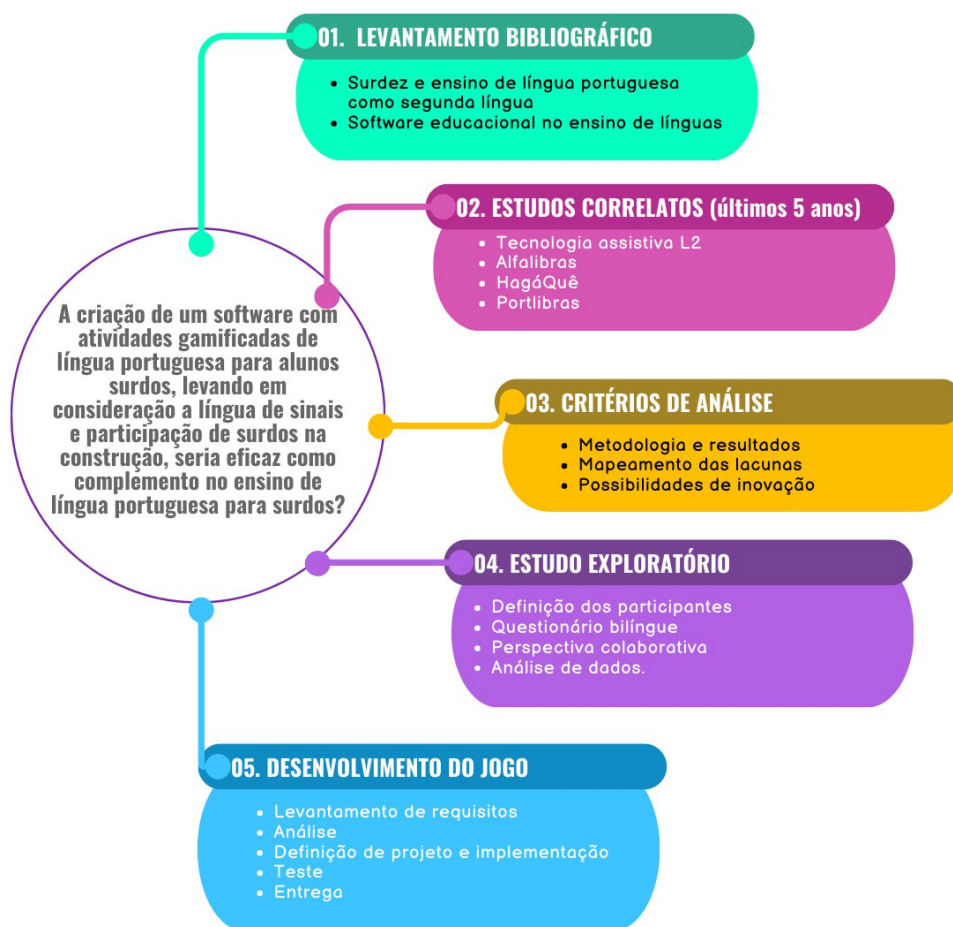 01. LEVANTAMENTO BIBLIOGRÁFICO
• Surdez e ensino de língua portuguesa
como segunda língua
• Software educacional no ensino de línguas
02. ESTUDOS CORRELATOS (últimos 5 anos)
• Tecnologia assistiva L2
• Alfalibras
• HagáQuê
• Portlibras
A criação de um software com
atividades gamificadas de
língua portuguesa para alunos
surdos, levando em
consideração a língua de sinais
e participação de surdos na
construção, seria eficaz como
complemento no ensino de
língua portuguesa para surdos?
03. CRITÉRIOS DE ANÁLISE
• Metodologia e resultados
• Mapeamento das lacunas
• Possibilidades de inovação
04. ESTUDO EXPLORATÓRIO
• Definição dos participantes
• Questionário bilíngue
• Perspectiva colaborativa
• Análise de dados.
05. DESENVOLVIMENTO DO JOGO
• Levantamento de requisitos
• Análise
• Definição de projeto e implementação
• Teste
• Entrega